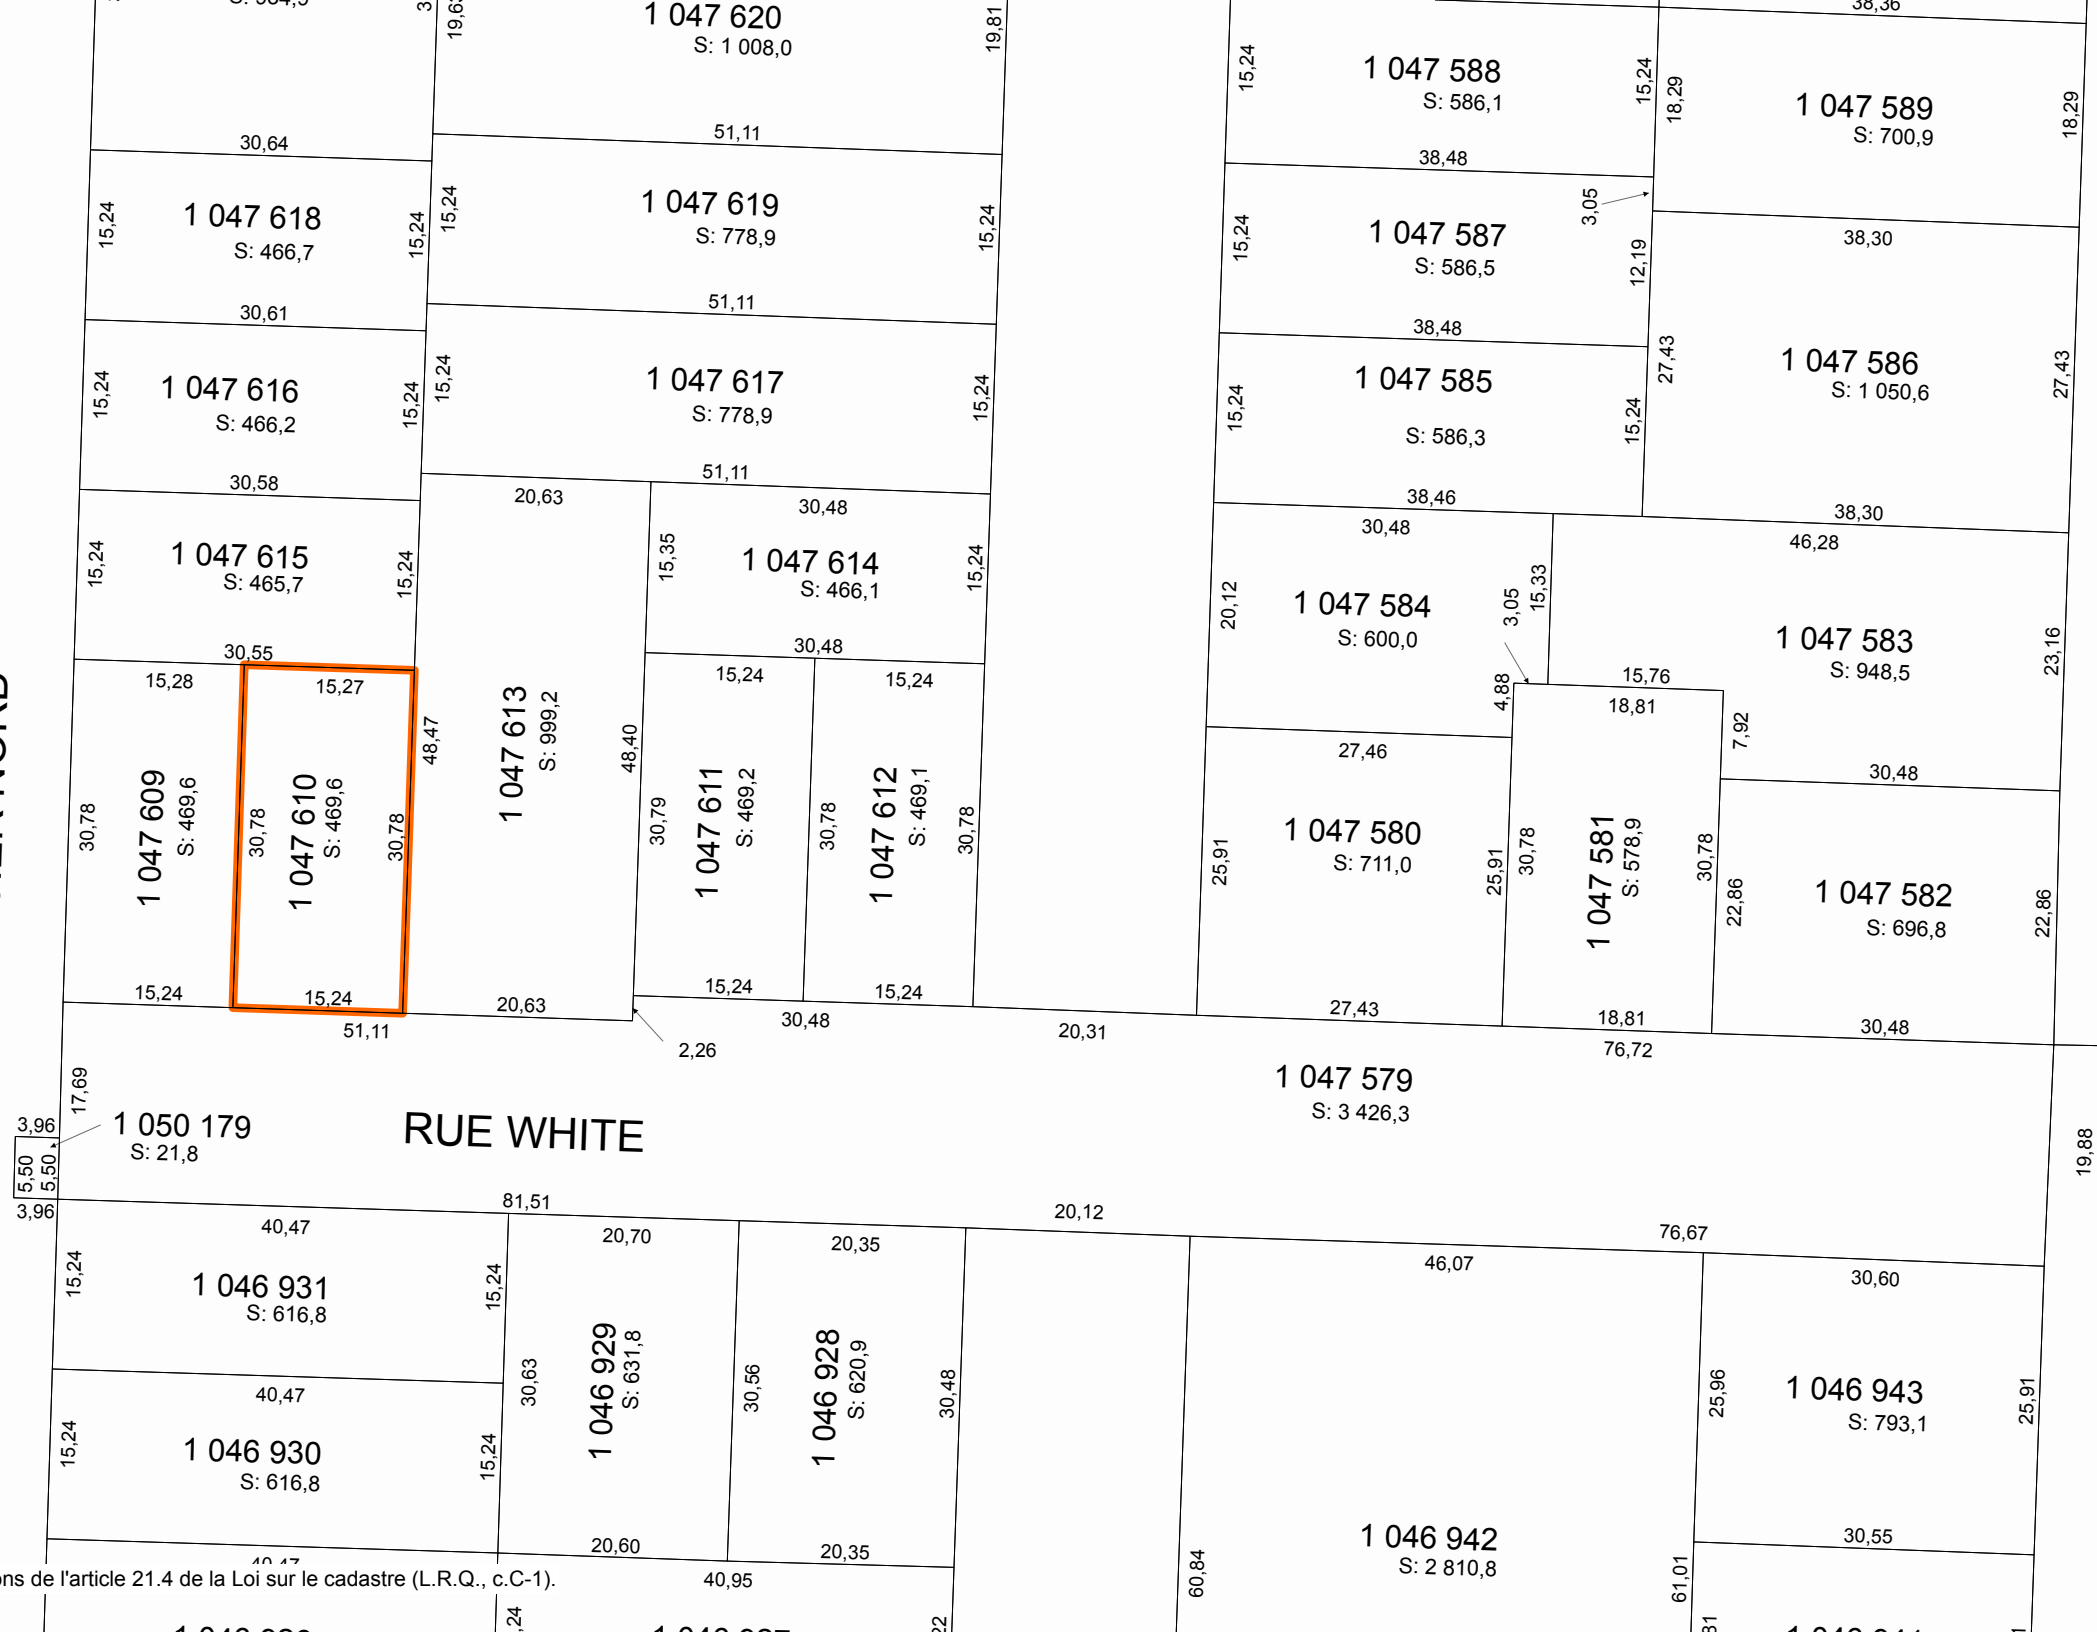 38,36
19,81
1 047 620
S: 1 008,0
15,24
1 047 588
S: 586,1
15,24
18,29
1 047 589
S: 700,9
18,29
30,64
51,11
38,48
15,24
1 047 618
S: 466,7
15,24
15,24
1 047 619
S: 778,9
15,24
15,24
1 047 587
S: 586,5
3,05
12,19
38,30
30,61
51,11
38,48
15,24
1 047 616
S: 466,2
15,24
15,24
1 047 617
S: 778,9
15,24
15,24
1 047 585
S: 586,3
15,24
27,43
1 047 586
S: 1 050,6
27,43
30,58
51,11
38,46
38,30
20,63
30,48
30,48
46,28
15,24
1 047 615
S: 465,7
15,24
15,35
1 047 614
S: 466,1
15,24
20,12
1 047 584
S: 600,0
3,05
15,33
1 047 583
S: 948,5
23,16
30,55
30,48
15,28
15,27
15,24
15,24
4,88
15,76
18,81
7,92
48,47
1 047 613
S: 999,2
48,40
27,46
30,48
30,78
1 047 609
S: 469,6
30,78
1 047 610
S: 469,6
30,78
30,79
1 047 611
S: 469,2
30,78
1 047 612
S: 469,1
30,78
25,91
1 047 580
S: 711,0
25,91
30,78
1 047 581
S: 578,9
30,78
22,86
1 047 582
S: 696,8
22,86
15,24
15,24
20,63
15,24
15,24
27,43
18,81
30,48
51,11
2,26
30,48
20,31
76,72
17,69
1 047 579
S: 3 426,3
3,96
5,50
5,50
1 050 179
S: 21,8
RUE WHITE
19,88
3,96
81,51
20,12
76,67
40,47
20,70
20,35
46,07
30,60
15,24
1 046 931
S: 616,8
15,24
30,63
1 046 929
S: 631,8
30,56
1 046 928
S: 620,9
30,48
25,96
1 046 943
S: 793,1
25,91
40,47
15,24
1 046 930
S: 616,8
15,24
20,60
20,35
1 046 942
S: 2 810,8
30,55
60,84
61,01
40,47
ons de l'article 21.4 de la Loi sur le cadastre (L.R.Q., c.C-1).
40,95